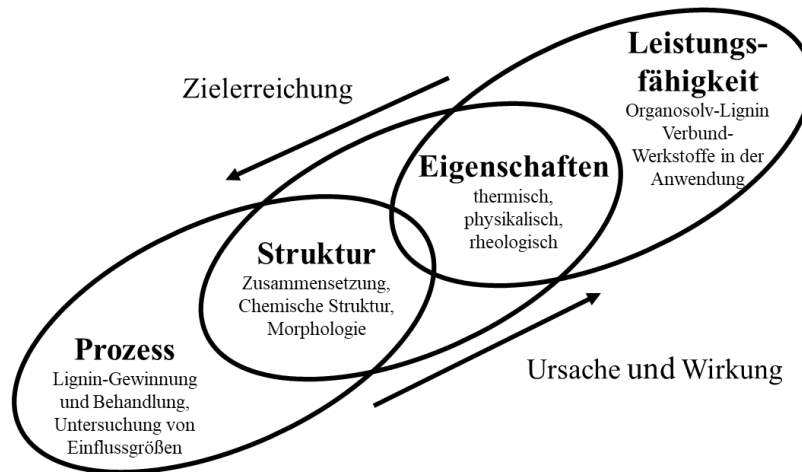 Leistungs-
fähigkeit
Organosolv-Lignin
Verbund-
Werkstoffe in der
Anwendung
Zielerreichung
Eigenschaften
thermisch,
physikalisch,
rheologisch
Struktur
Zusammensetzung,
Chemische Struktur,
Morphologie
Prozess
Lignin-Gewinnung
und Behandlung,
Untersuchung von
Einflussgrößen
Ursache und Wirkung